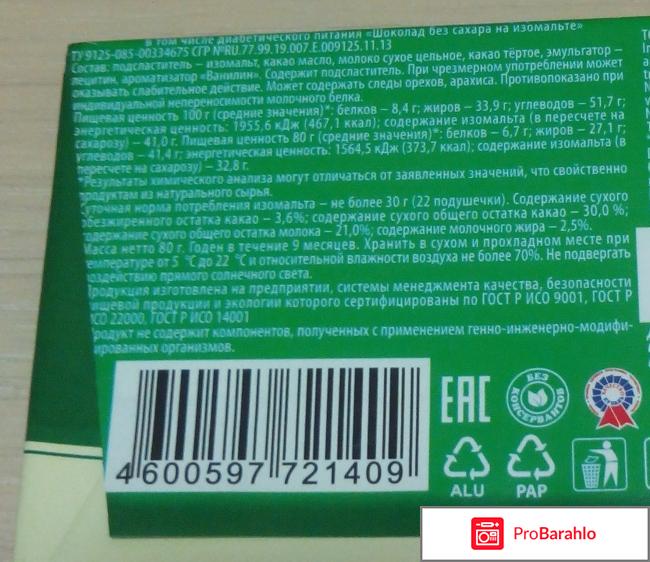 в том числе диабетического питания «Шоколад без сахара на изомальте»
ТУ 9125-085-00334675 СГР №RU.77.99.19.007.Е.009125.11.13
Состав: подсластитель – изомальт, какао масло, молоко сухое цельное, какао тёртое, эмульгатор –
лецитин, ароматизатор «Ванилин». Содержит подсластитель. При чрезмерном употреблении может
оказывать слабительное действие. Может содержать следы орехов, арахиса. Противопоказано при
индивидуальной непереносимости молочного белка.
Пищевая ценность 100 г (средние значения)*: белков – 8,4 г; жиров – 33,9 г; углеводов – 51,7 г;
энергетическая ценность: 1955,6 кДж (467,1 ккал); содержание изомальта (в пересчете на
сахарозу) – 41,0 г. Пищевая ценность 80 г (средние значения)*: белков – 6,7 г; жиров – 27,1 г;
углеводов – 41,4 г; энергетическая ценность: 1564,5 кДж (373,7 ккал); содержание изомальта (в
пересчете на сахарозу) – 32,8 г.
*Результаты химического анализа могут отличаться от заявленных значений, что свойственно
продуктам из натурального сырья.
Суточная норма потребления изомальта – не более 30 г (22 подушечки). Содержание сухого
обезжиренного остатка какао – 3,6%; содержание сухого общего остатка какао – 30,0 %;
содержание сухого общего остатка молока – 21,0%; содержание молочного жира – 2,5%.
Масса нетто 80 г. Годен в течение 9 месяцев. Хранить в сухом и прохладном месте при
температуре от 5 °С до 22 °С и относительной влажности воздуха не более 70%. Не подвергать
воздействию прямого солнечного света.
Продукция изготовлена на предприятии, системы менеджмента качества, безопасности
пищевой продукции и экологии которого сертифицированы по ГОСТ Р ИСО 9001, ГОСТ Р
ИСО 22000, ГОСТ Р ИСО 14001
Продукт не содержит компонентов, полученных с применением генно-инженерно-модифи-
ированных организмов.
EAC
БЕЗ
КОНСЕРВАНТОВ
4 600597 721409
ALU
PAP
ProBarahlo